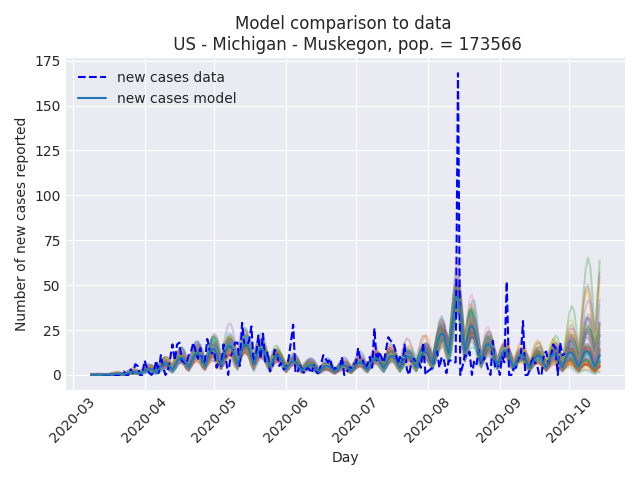 Model comparison to data
US - Michigan - Muskegon, pop. = 173566
new cases data
new cases model
Number of new cases reported
175
150
125
100
75
50
25
0
2020-03
2020-04
2020-05
2020-06
2020-07
2020-08
2020-09
2020-10
Day